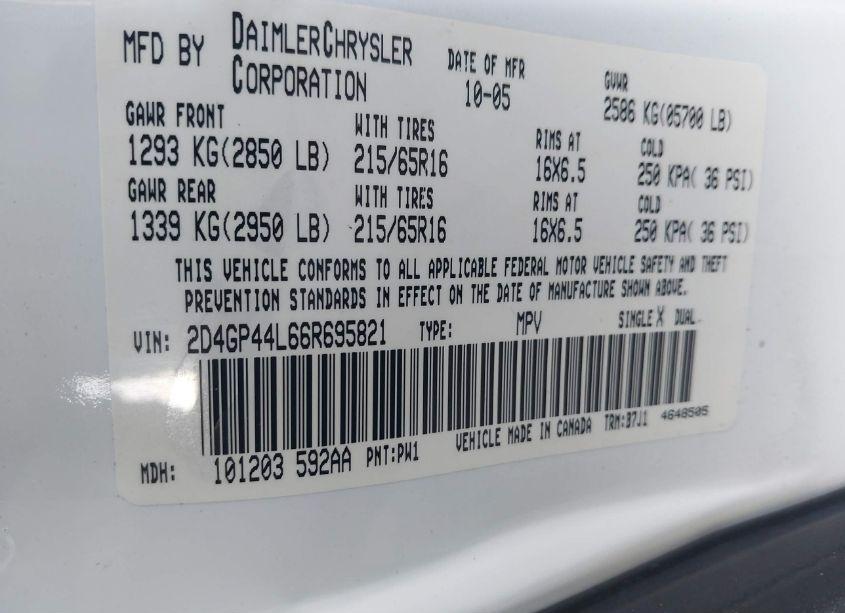 MFD BY DAIMLERCHRYSLER CORPORATION DATE OF MFR 10-05 GVWR 2586 KG(05700 LB)
GAWR FRONT WITH TIRES RIMS AT COLD
1293 KG(2850 LB) 215/65R16 16X6.5 250 KPA( 36 PSI)
GAWR REAR WITH TIRES RIMS AT COLD
1339 KG(2950 LB) 215/65R16 16X6.5 250 KPA( 36 PSI)
THIS VEHICLE CONFORMS TO ALL APPLICABLE FEDERAL MOTOR VEHICLE SAFETY AND THEFT
PREVENTION STANDARDS IN EFFECT ON THE DATE OF MANUFACTURE SHOWN ABOVE.
VIN: 2D4GP44L66R695821 TYPE: MPV SINGLE X DUAL
MDH: 101203 592AA PNT:PW1 VEHICLE MADE IN CANADA TRM:B7J1 4648505